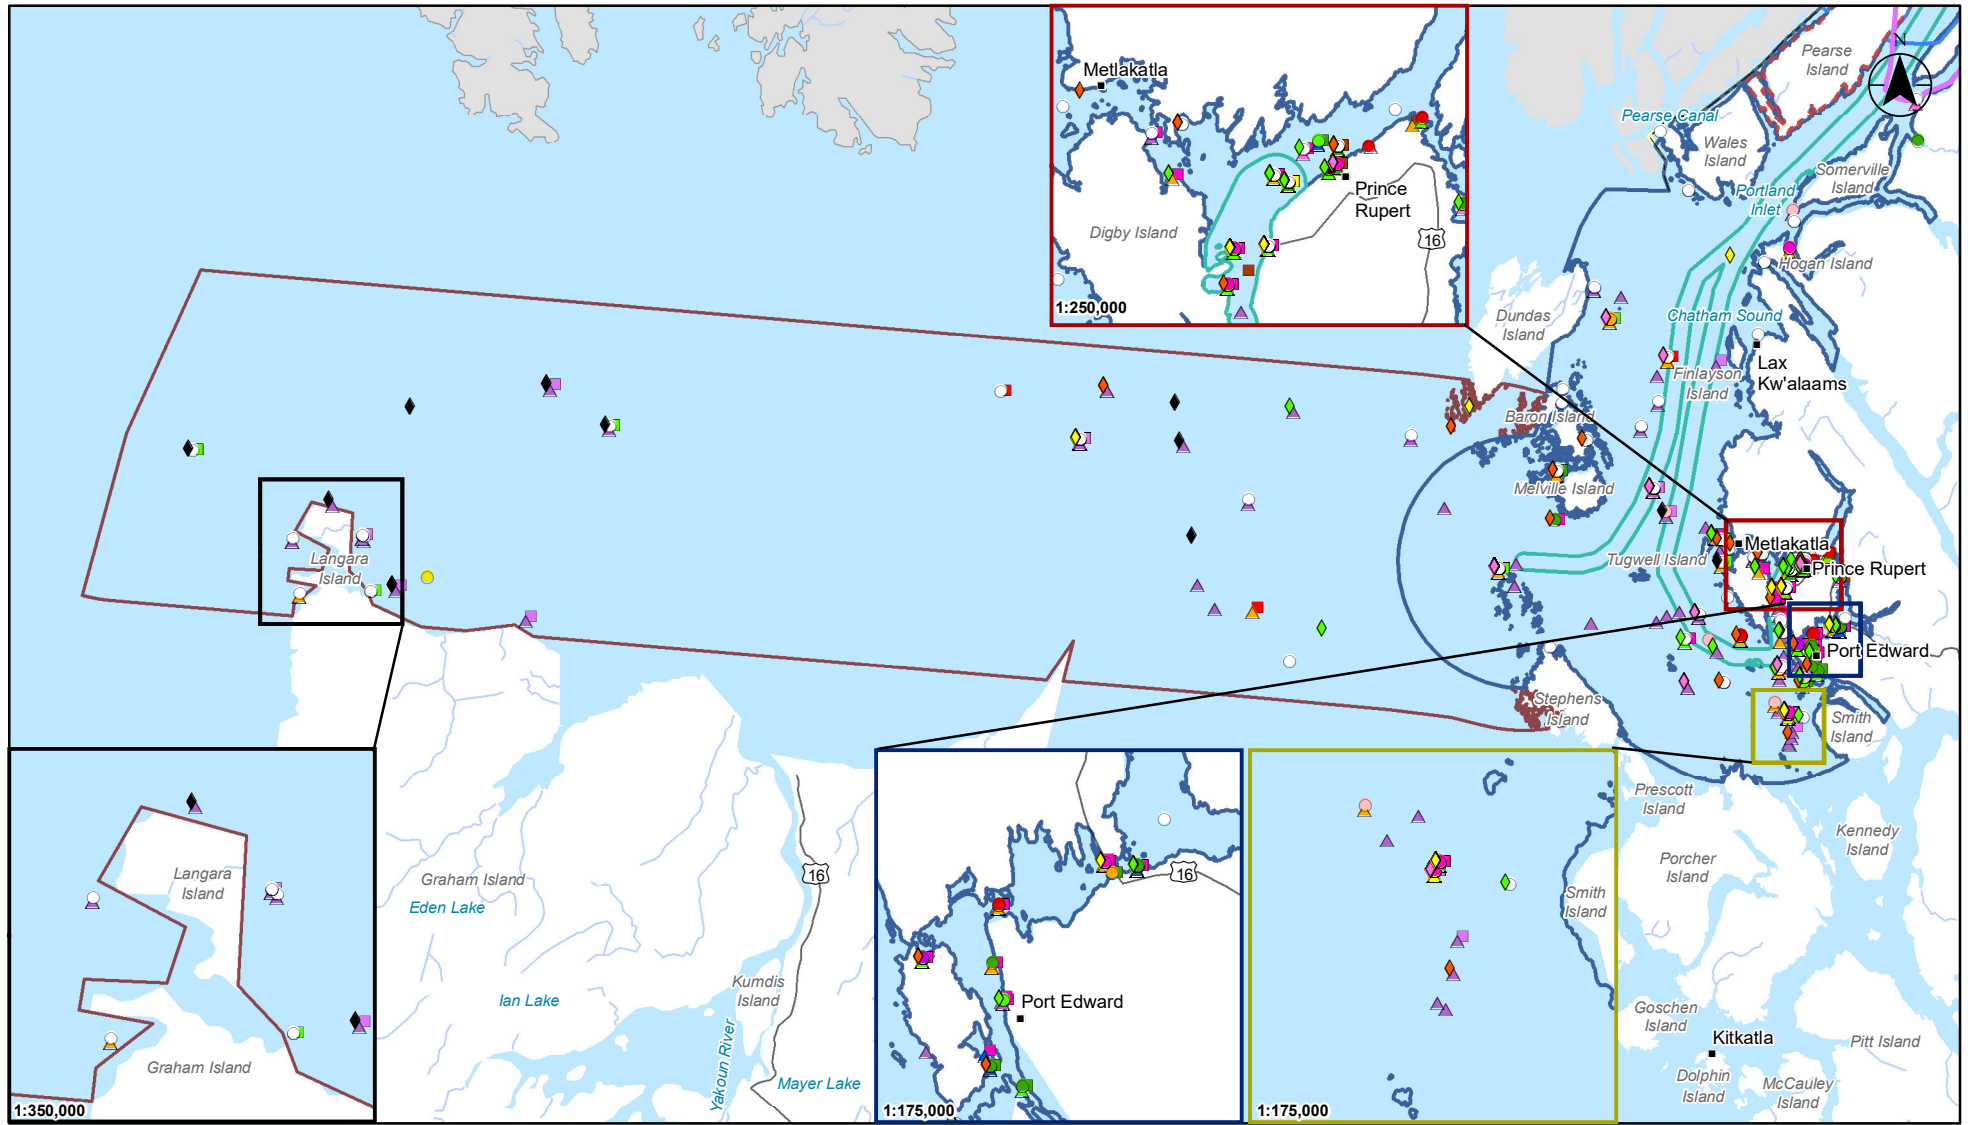 Metlakatla
Digby Island
Prince
Rupert
16
1:250,000
N
Pearse
Island
Pearse Canal
Wales
Island
Somerville
Island
Portland
Inlet
Hogan Island
Dundas
Island
Chatham Sound
Lax
Kw'alaams
Finlayson
Island
Baron Island
Melville Island
Metlakatla
Tugwell Island
Prince Rupert
Port Edward
Langara
Island
Stephens
Island
Smith
Island
Prescott
Island
Kennedy
Island
Porcher
Island
Goschen
Island
Kitkatla
Pitt Island
Dolphin
Island
McCauley
Island
Langara
Island
Graham Island
1:350,000
Graham Island
Eden Lake
Ian Lake
Kumdis
Island
Yakoun River
Mayer Lake
16
16
Port Edward
1:175,000
Smith
Island
1:175,000